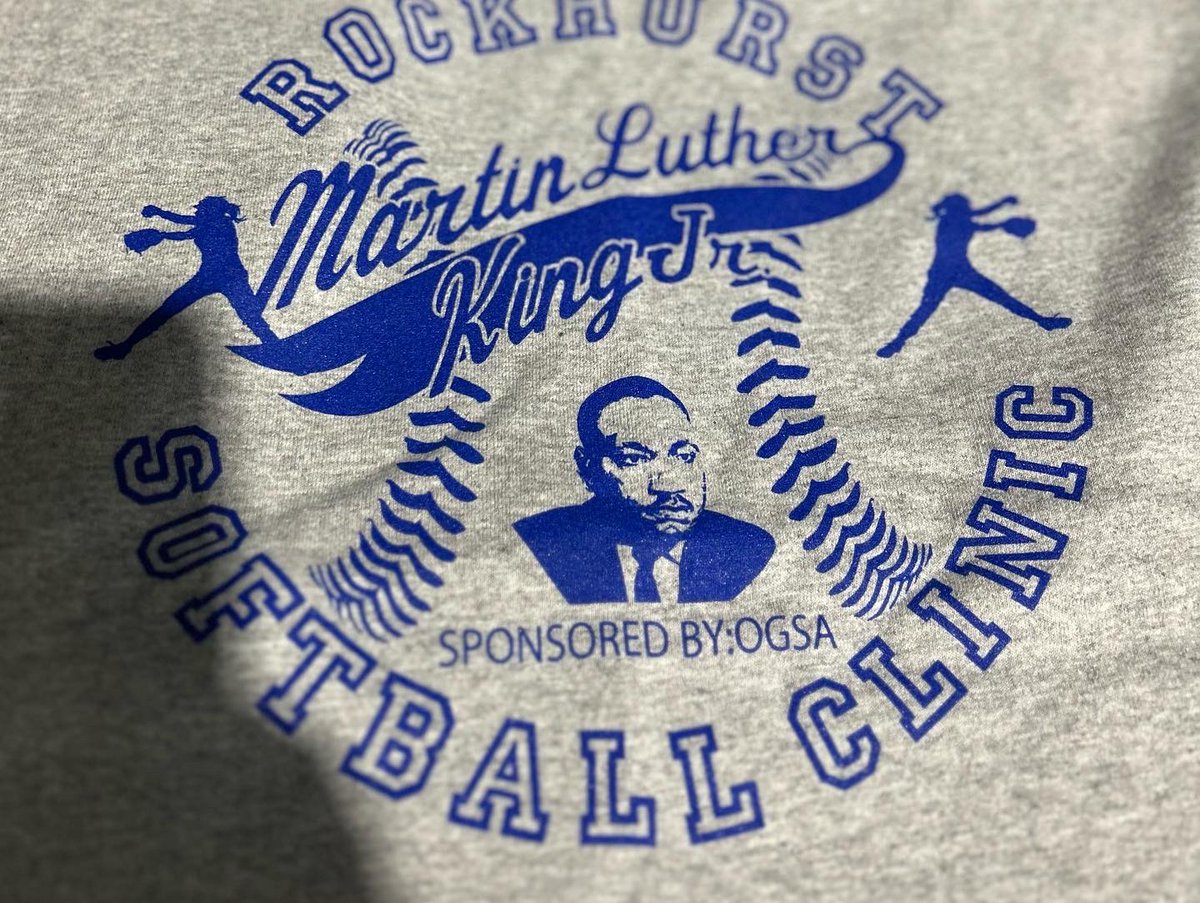 ROCKHURST
Martin Luther
King Jr.
SPONSORED BY:OGSA
SOFTBALL CLINIC